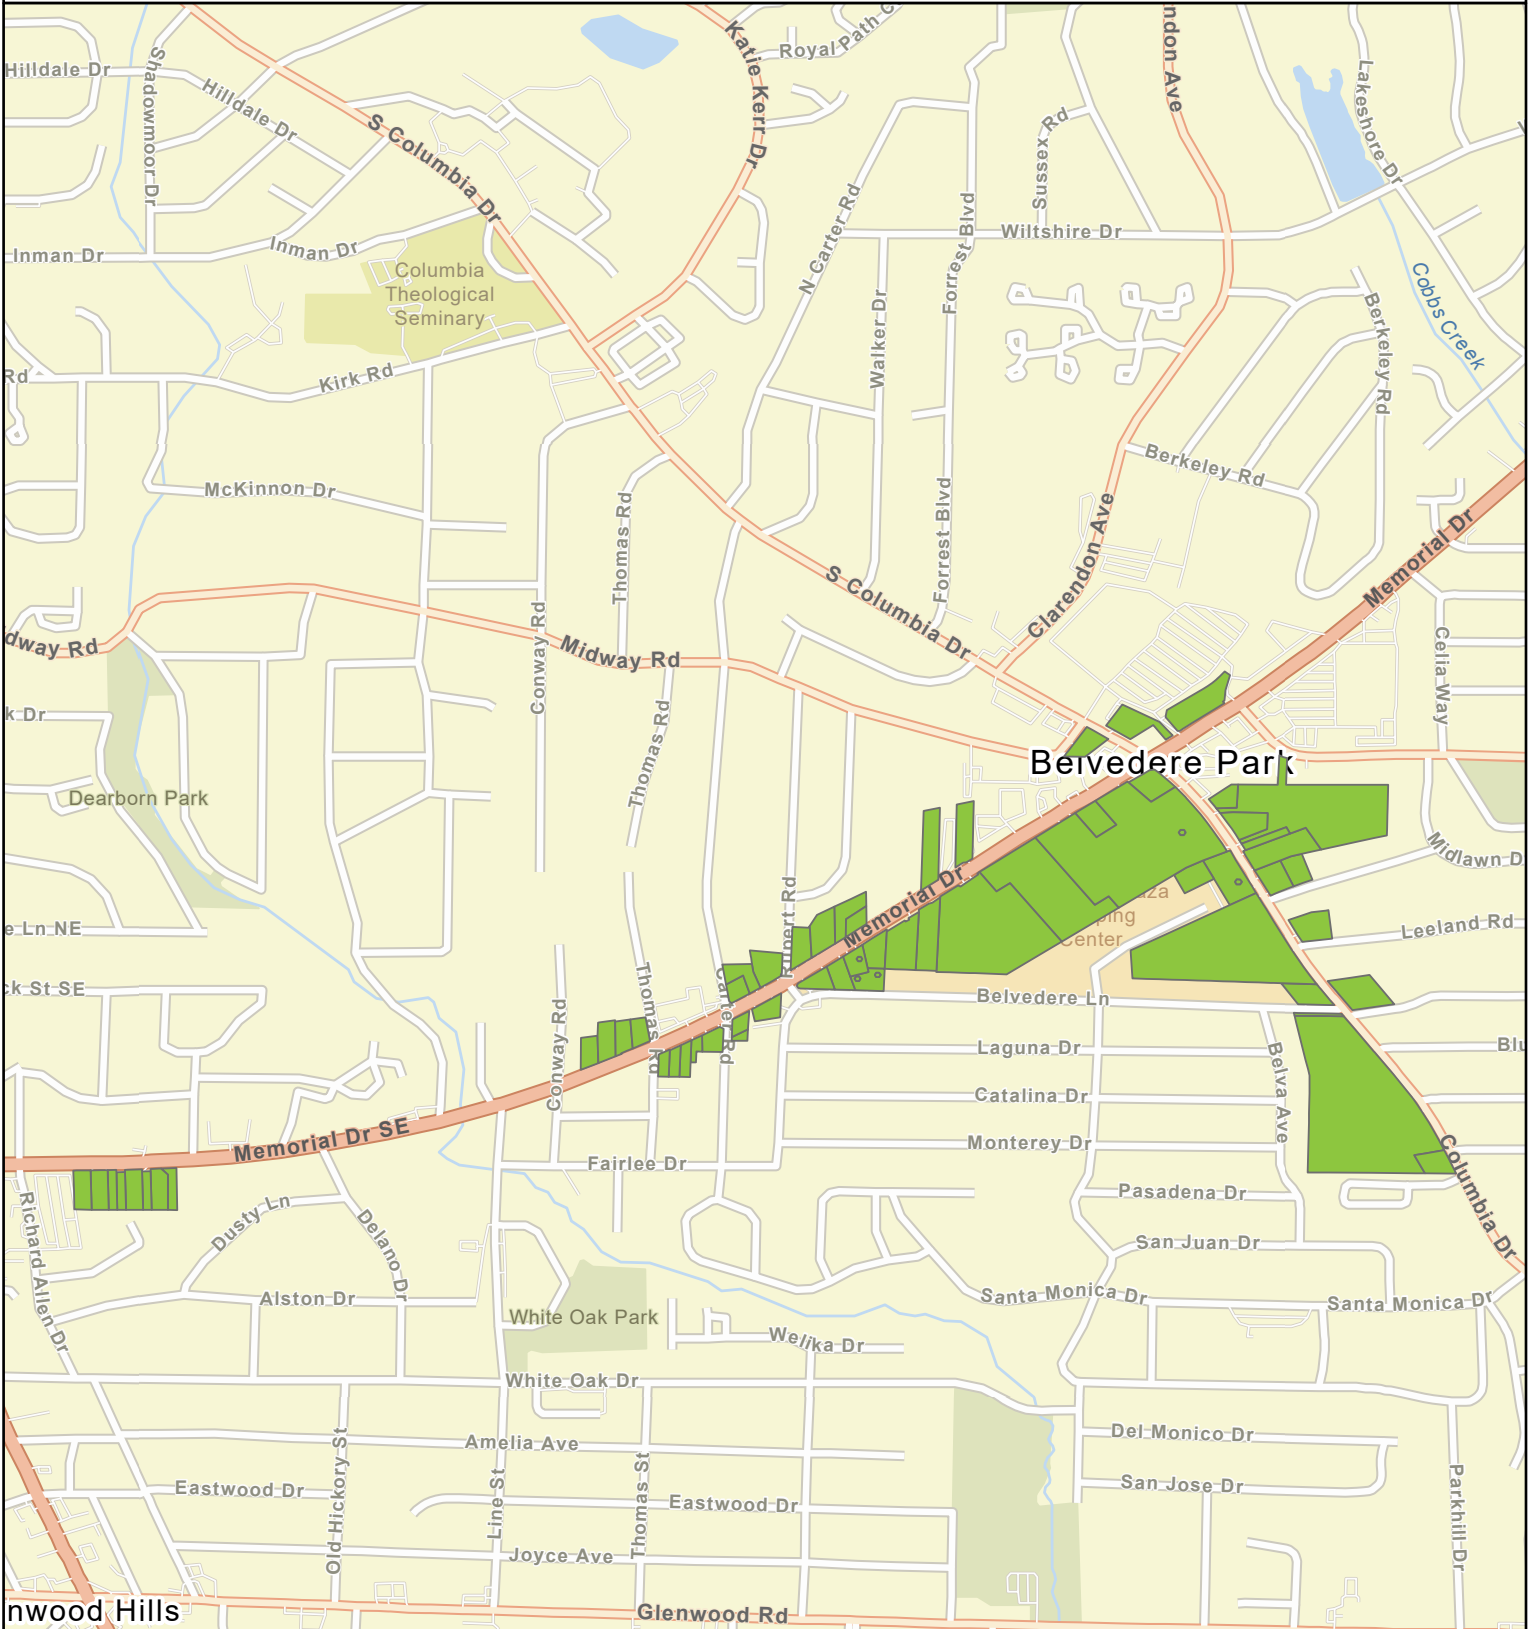 Katie Kerr Dr
Royal Path C
ndon Ave
Hilldale Dr
Shadowmoor Dr
Hilldale Dr
S Columbia Dr
Lakeshore Dr
Sussex Rd
N Carter Rd
Forrest Blvd
Wiltshire Dr
Inman Dr
Inman Dr
Columbia
Theological
Seminary
Walker Dr
Cobbs Creek
Berkeley Rd
Rd
Kirk Rd
Berkeley Rd
McKinnon Dr
Thomas Rd
Forrest Blvd
Clarendon Ave
Memorial Dr
S Columbia Dr
dway Rd
Conway Rd
Midway Rd
Celia Way
k Dr
Thomas Rd
Belvedere Park
Dearborn Park
Midlawn D
Memorial Dr
aza
ping
Center
e Ln NE
Rupert Rd
Leeland Rd
ck St SE
Thomas Rd
Carter Rd
Conway Rd
Belvedere Ln
Laguna Dr
Belva Ave
Blu
Catalina Dr
Memorial Dr SE
Monterey Dr
Columbia Dr
Fairlee Dr
Pasadena Dr
Richard Allen Dr
Dusty Ln
Delano Dr
San Juan Dr
Alston Dr
Santa Monica Dr
Santa Monica Dr
White Oak Park
Welika Dr
White Oak Dr
Old Hickory St
Amelia Ave
Del Monico Dr
Line St
Thomas St
Eastwood Dr
Eastwood Dr
San Jose Dr
Parkhill Dr
Joyce Ave
nwood Hills
Glenwood Rd